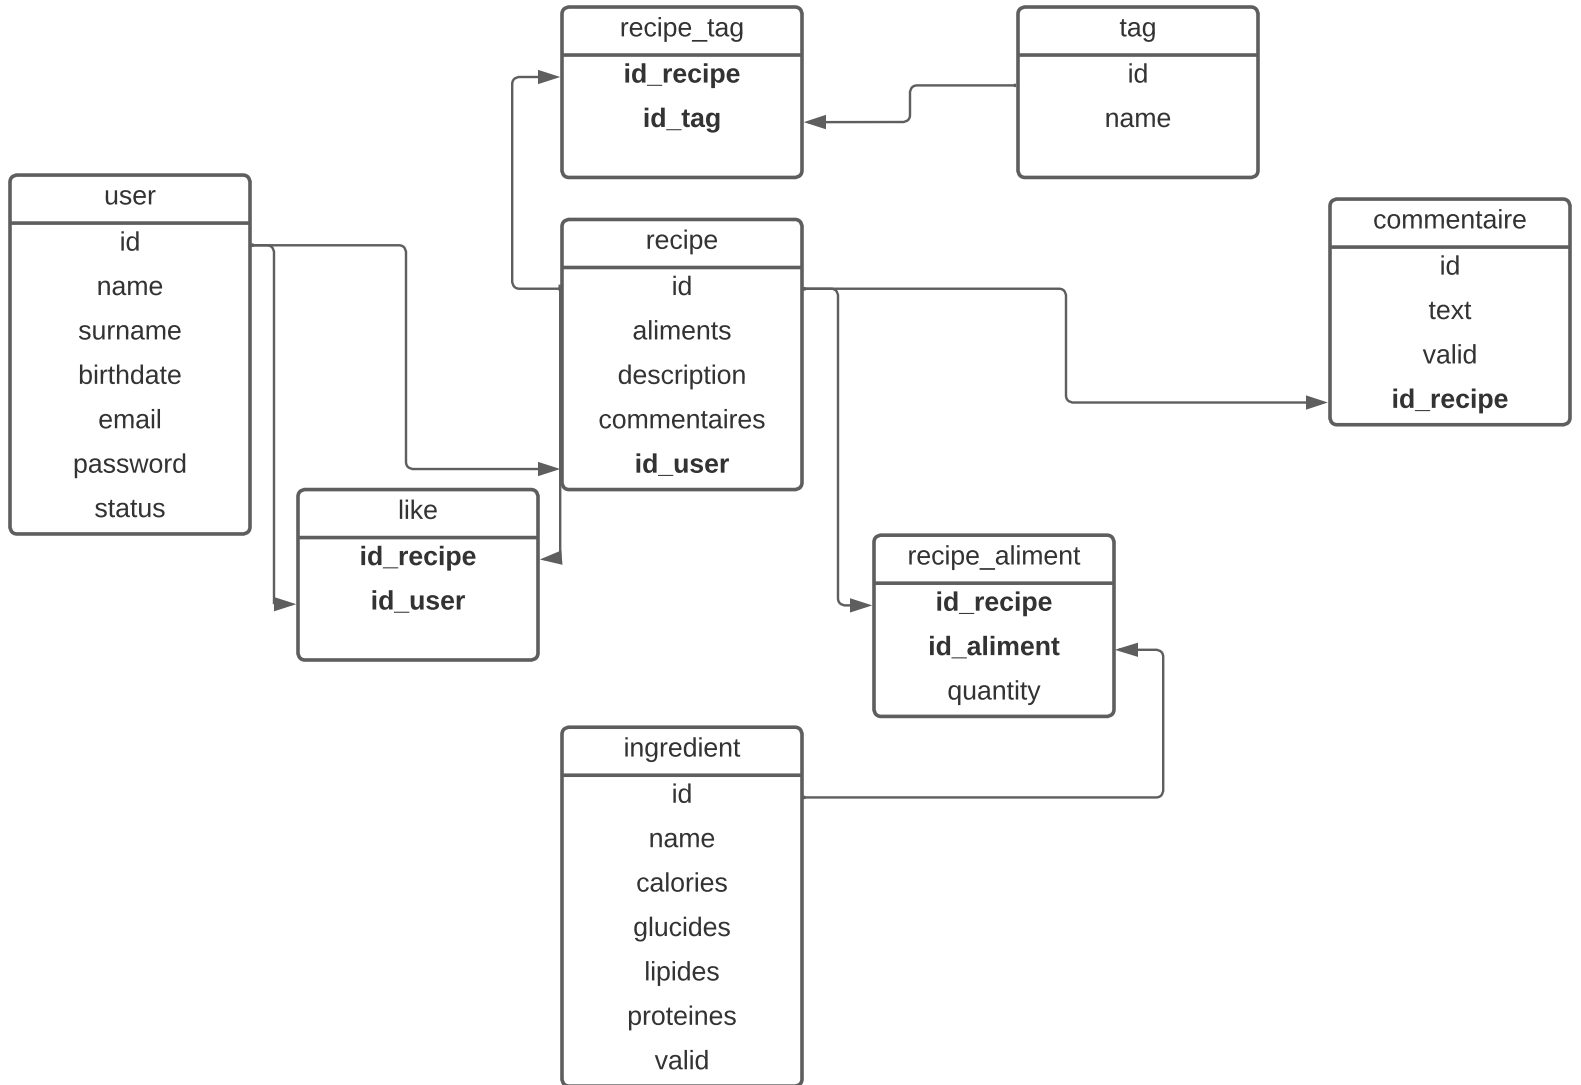 recipe_tag
id_recipe
id_tag
tag
id
name
user
id
name
surname
birthdate
email
password
status
recipe
id
aliments
description
commentaires
id_user
commentaire
id
text
valid
id_recipe
like
id_recipe
id_user
recipe_aliment
id_recipe
id_aliment
quantity
ingredient
id
name
calories
glucides
lipides
proteines
valid